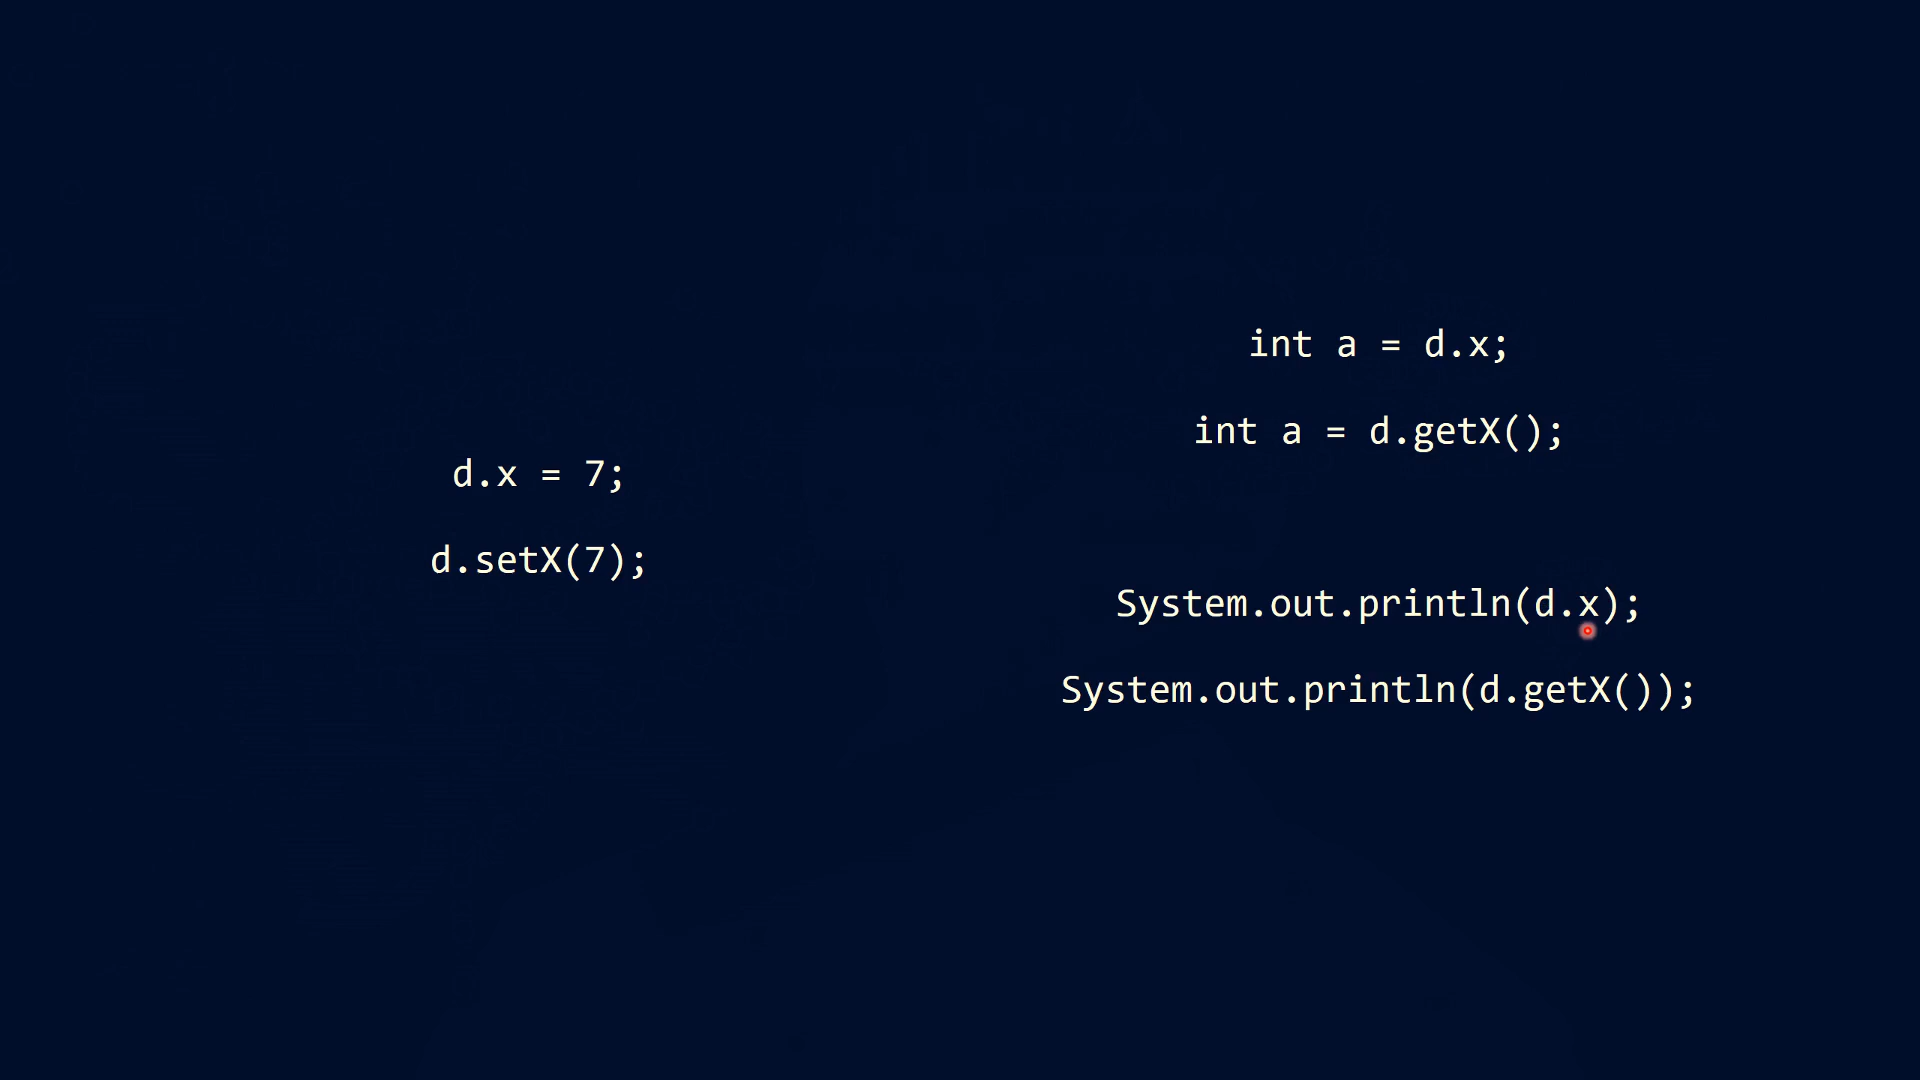 d.x = 7;
d.setX(7);
int a = d.x;
int a = d.getX();
System.out.println(d.x);
System.out.println(d.getX());